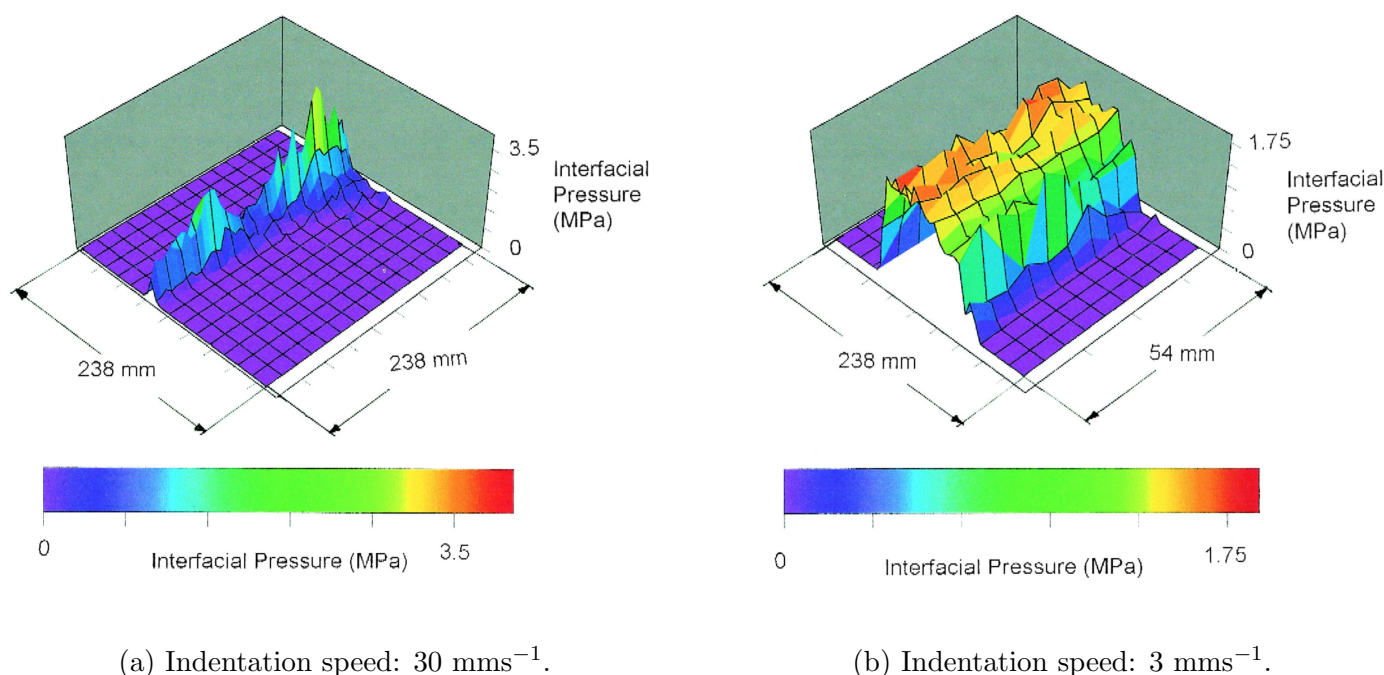 3.5
Interfacial
Pressure
(MPa)
0
238 mm
238 mm
0
3.5
Interfacial Pressure (MPa)
(a) Indentation speed: 30 mms⁻¹.
1.75
Interfacial
Pressure
(MPa)
0
238 mm
54 mm
0
1.75
Interfacial Pressure (MPa)
(b) Indentation speed: 3 mms⁻¹.